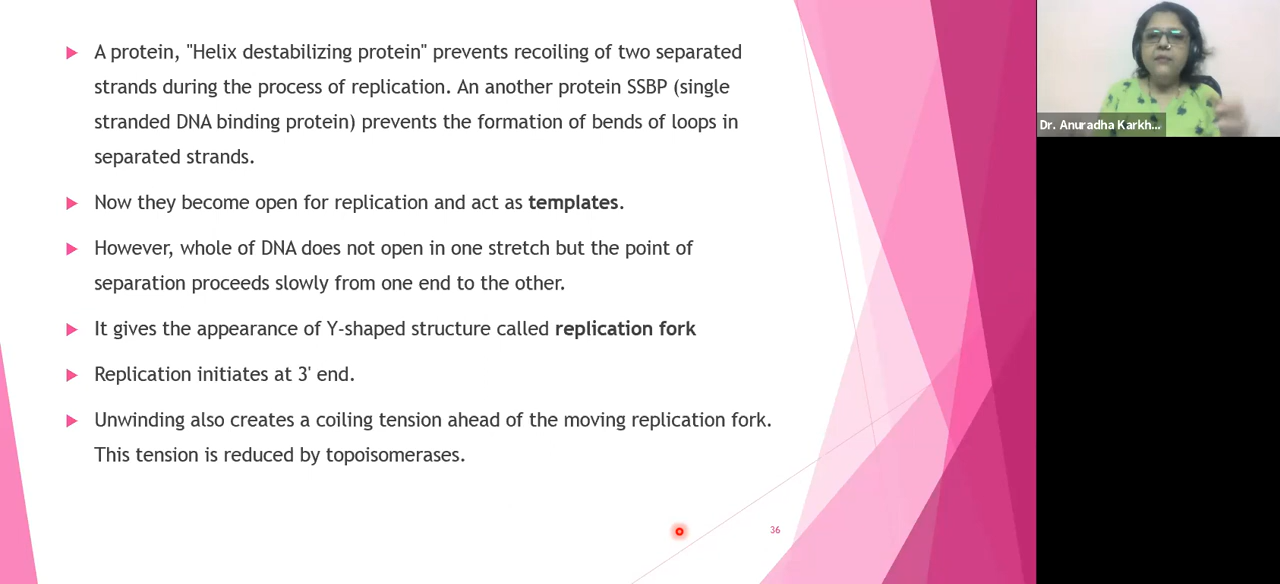 A protein, "Helix destabilizing protein" prevents recoiling of two separated
strands during the process of replication. An another protein SSBP (single
stranded DNA binding protein) prevents the formation of bends of loops in
separated strands.
Now they become open for replication and act as templates.
However, whole of DNA does not open in one stretch but the point of
separation proceeds slowly from one end to the other.
It gives the appearance of Y-shaped structure called replication fork
Replication initiates at 3' end.
Unwinding also creates a coiling tension ahead of the moving replication fork.
This tension is reduced by topoisomerases.
36
Dr. Anuradha Karkh...